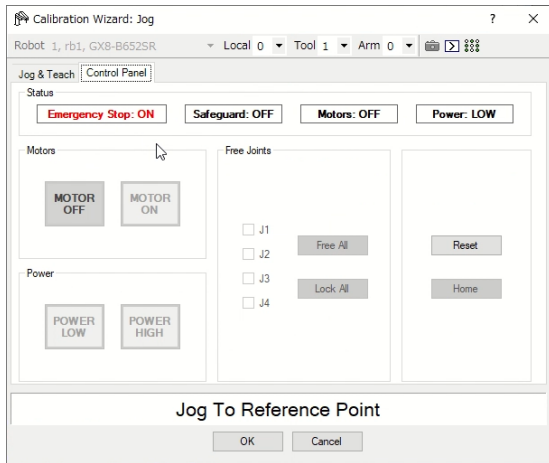 Calibration Wizard: Jog ? ×
Robot 1, rb1, GX8-B652SR Local 0 Tool 1 Arm 0
Jog & Teach Control Panel
Status
Emergency Stop: ON Safeguard: OFF Motors: OFF Power: LOW
Motors Free Joints
MOTOR OFF MOTOR ON
J1
J2 Free All Reset
Power J3
Lock All Home
J4
POWER LOW POWER HIGH
Jog To Reference Point
OK Cancel